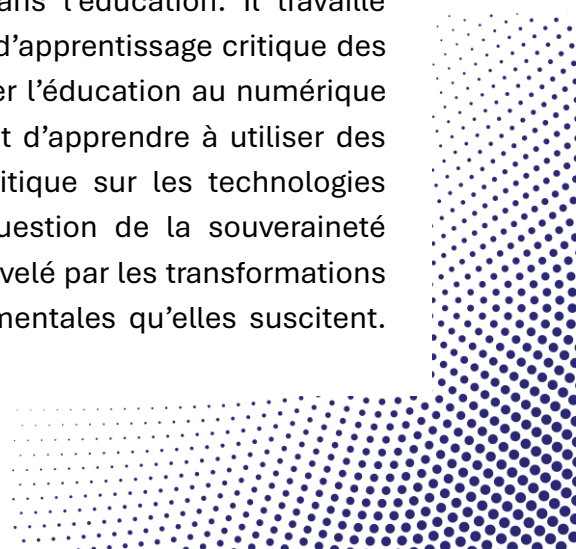 ans l’éducation. Il travaille
d’apprentissage critique des
er l’éducation au numérique
t d’apprendre à utiliser des
itique sur les technologies
uestion de la souveraineté
velé par les transformations
mentales qu’elles suscitent.